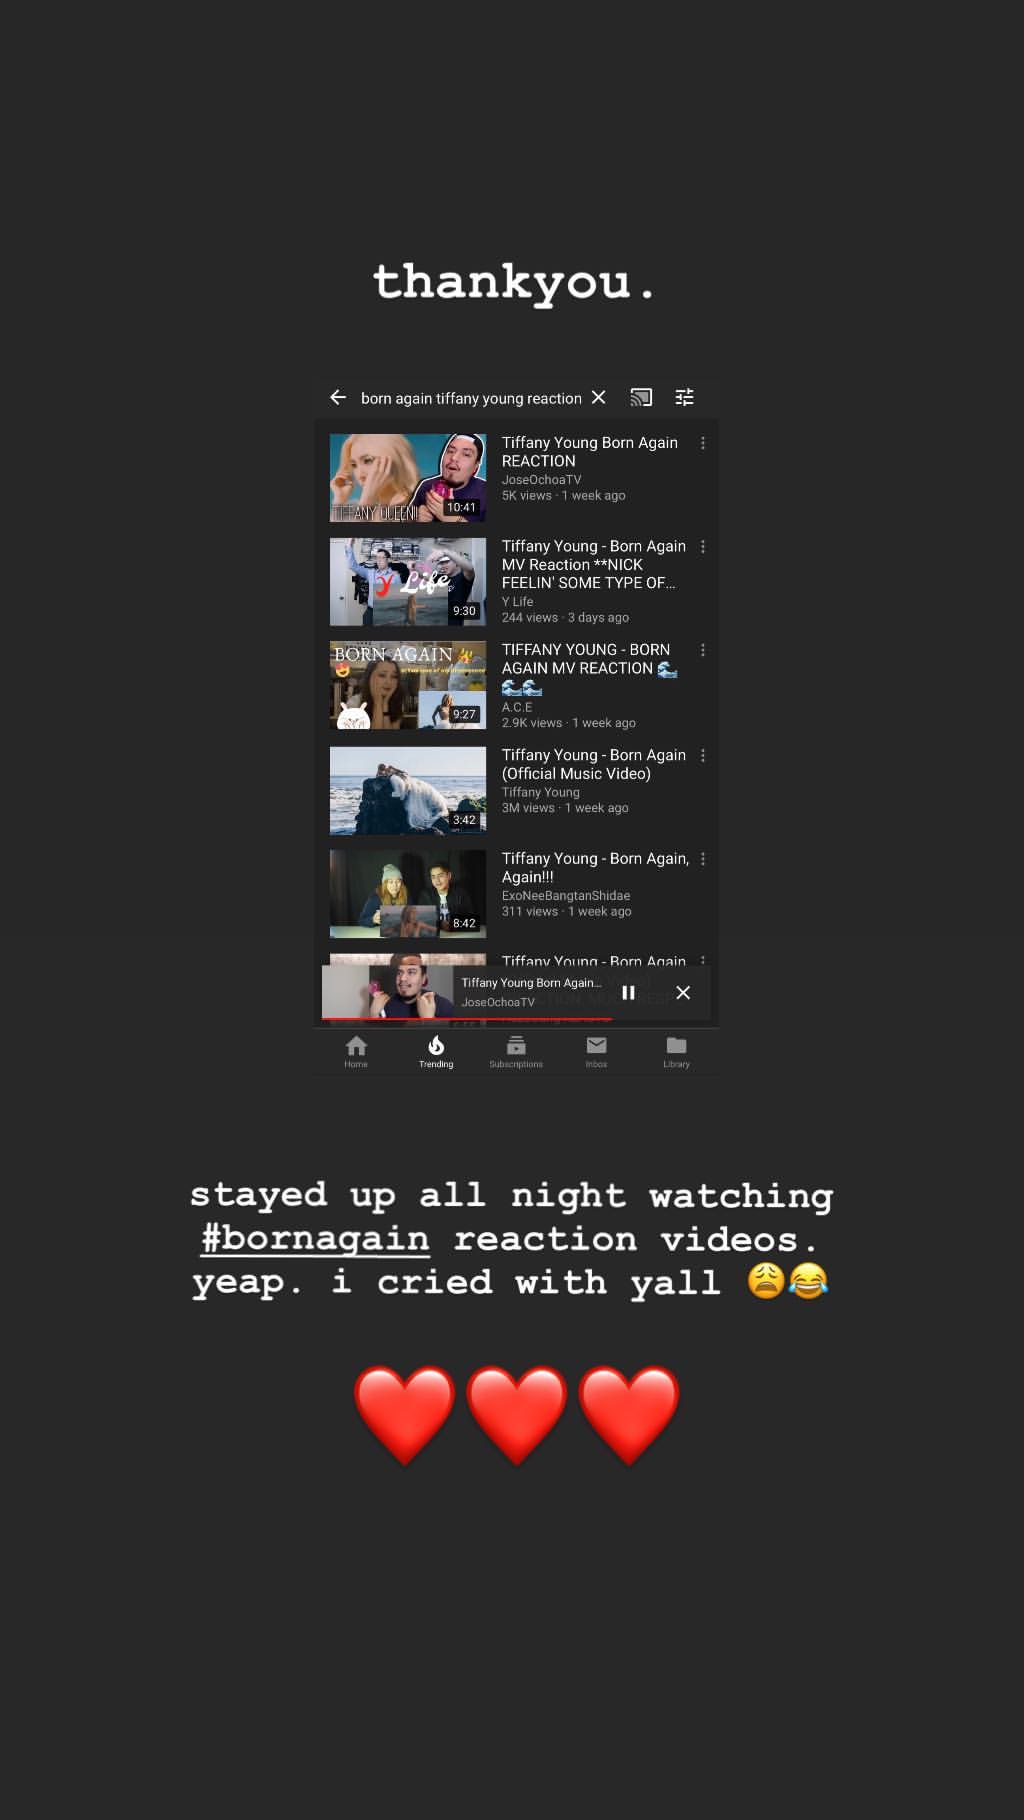 thankyou.
born again tiffany young reaction
Tiffany Young Born Again
REACTION
JoseOchoaTV
5K views · 1 week ago
TIFFANY QUEEN!!
10:41
Tiffany Young - Born Again
MV Reaction **NICK
FEELIN' SOME TYPE OF...
Y Life
244 views · 3 days ago
Y Life
9:30
TIFFANY YOUNG - BORN
AGAIN MV REACTION 🌊
🌊🌊
A.C.E
2.9K views · 1 week ago
BORN AGAIN
9:27
Tiffany Young - Born Again
(Official Music Video)
Tiffany Young
3M views · 1 week ago
3:42
Tiffany Young - Born Again,
Again!!!
ExoNeeBangtanShidae
311 views · 1 week ago
8:42
Tiffany Young - Born Again
Tiffany Young Born Again...
JoseOchoaTV
Home
Trending
Subscriptions
Inbox
Library
stayed up all night watching
#bornagain reaction videos.
yeap. i cried with yall 😩😂
❤️❤️❤️